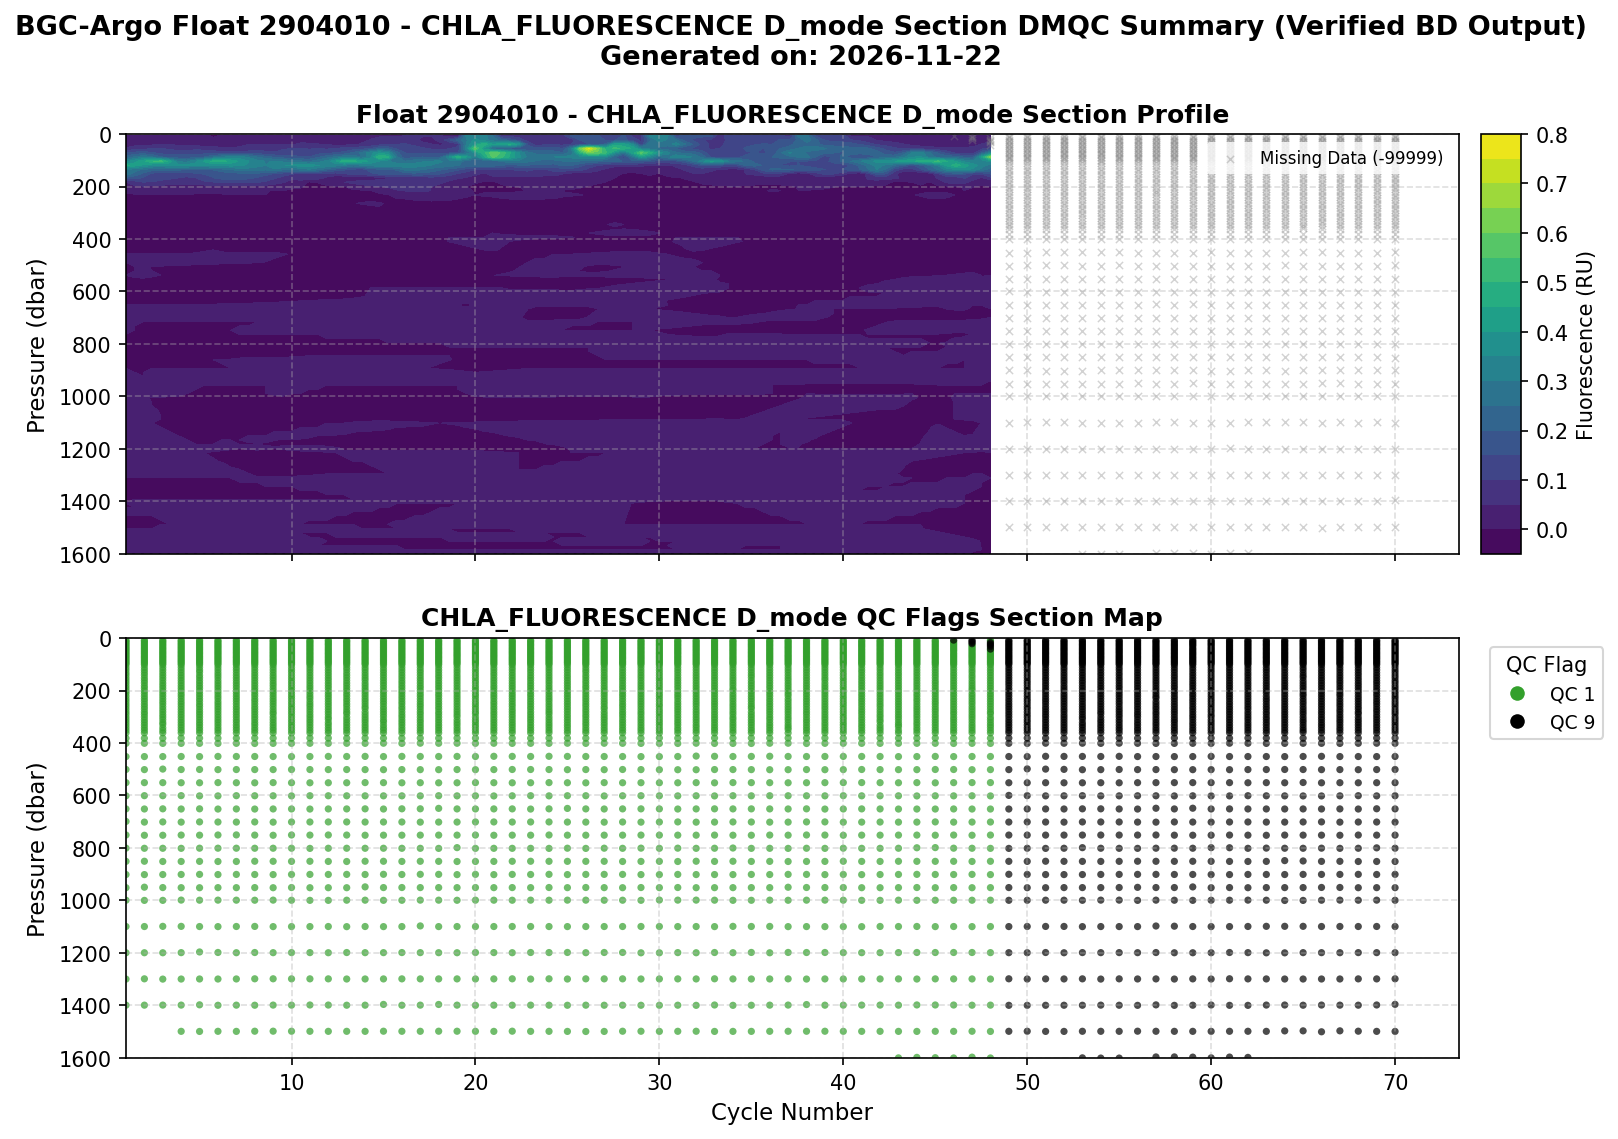 BGC-Argo Float 2904010 - CHLA_FLUORESCENCE D_mode Section DMQC Summary (Verified BD Output)
Generated on: 2026-11-22
Float 2904010 - CHLA_FLUORESCENCE D_mode Section Profile
Missing Data (-99999)
0
200
400
600
800
1000
1200
1400
1600
Pressure (dbar)
0.8
0.7
0.6
0.5
0.4
0.3
0.2
0.1
0.0
Fluorescence (RU)
CHLA_FLUORESCENCE D_mode QC Flags Section Map
0
200
400
600
800
1000
1200
1400
1600
Pressure (dbar)
QC Flag
QC 1
QC 9
10 20 30 40 50 60 70
Cycle Number